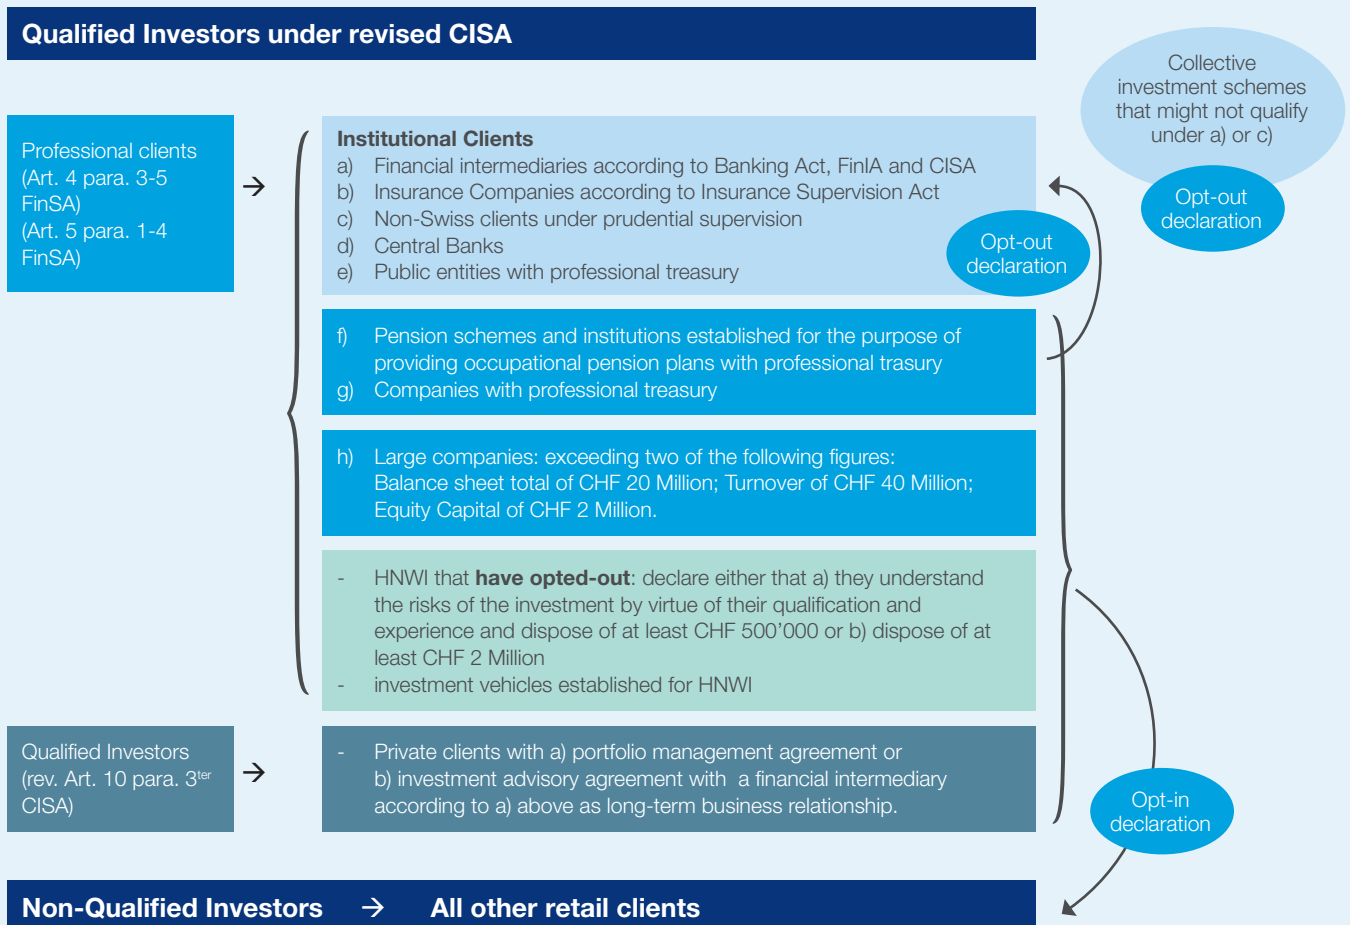 Qualified Investors under revised CISA
Collective
investment schemes
that might not qualify
under a) or c)
Opt-out
declaration
Professional clients
(Art. 4 para. 3-5
FinSA)
(Art. 5 para. 1-4
FinSA)
→
Institutional Clients
a) Financial intermediaries according to Banking Act, FinIA and CISA
b) Insurance Companies according to Insurance Supervision Act
c) Non-Swiss clients under prudential supervision
d) Central Banks
e) Public entities with professional treasury
Opt-out
declaration
f) Pension schemes and institutions established for the purpose of
providing occupational pension plans with professional trasury
g) Companies with professional treasury
h) Large companies: exceeding two of the following figures:
Balance sheet total of CHF 20 Million; Turnover of CHF 40 Million;
Equity Capital of CHF 2 Million.
- HNWI that have opted-out: declare either that a) they understand
the risks of the investment by virtue of their qualification and
experience and dispose of at least CHF 500’000 or b) dispose of at
least CHF 2 Million
- investment vehicles established for HNWI
Qualified Investors
(rev. Art. 10 para. 3ter
CISA)
→
- Private clients with a) portfolio management agreement or
b) investment advisory agreement with a financial intermediary
according to a) above as long-term business relationship.
Opt-in
declaration
Non-Qualified Investors → All other retail clients